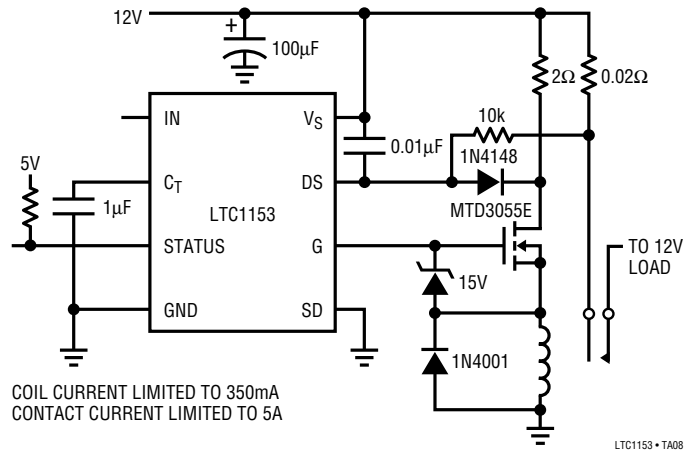 12V
+
100μF
2Ω
0.02Ω
IN
VS
10k
5V
0.01μF
1N4148
CT
DS
1μF
LTC1153
MTD3055E
STATUS
G
TO 12V
LOAD
15V
GND
SD
1N4001
COIL CURRENT LIMITED TO 350mA
CONTACT CURRENT LIMITED TO 5A
LTC1153 • TA08